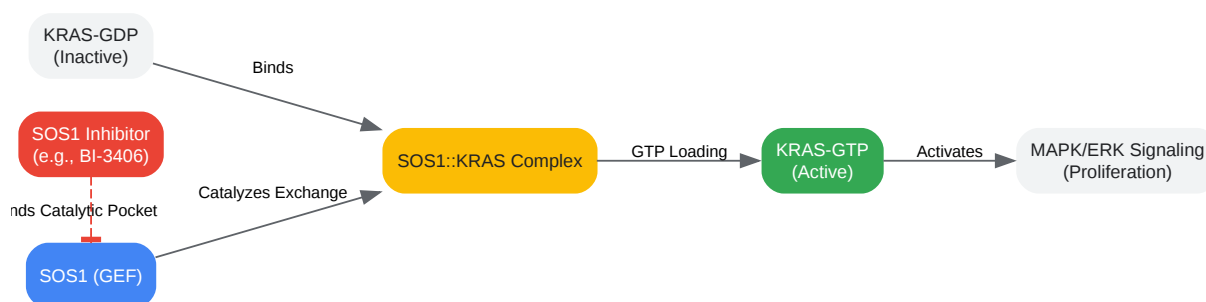 KRAS-GDP
(Inactive)
Binds
SOS1 Inhibitor
(e.g., BI-3406)
SOS1::KRAS Complex
GTP Loading
KRAS-GTP
(Active)
Activates
MAPK/ERK Signaling
(Proliferation)
Catalyzes Exchange
Catalytic Pocket
SOS1 (GEF)